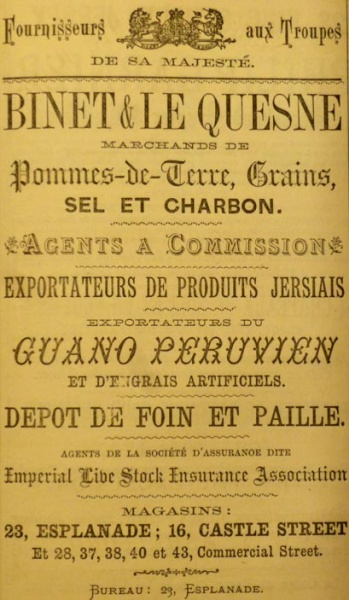 Fournisseurs aux Troupes
DE SA MAJESTÉ.
BINET & LE QUESNE
MARCHANDS DE
Pommes-de-Terre, Grains,
SEL ET CHARBON.
AGENTS A COMMISSION
EXPORTATEURS DE PRODUITS JERSIAIS
EXPORTATEURS DU
GUANO PERUVIEN
ET D'ENGRAIS ARTIFICIELS.
DEPOT DE FOIN ET PAILLE.
AGENTS DE LA SOCIÉTÉ D'ASSURANCE DITE
Imperial Live Stock Insurance Association
MAGASINS :
23, ESPLANADE ; 16, CASTLE STREET
Et 28, 37, 38, 40 et 43, Commercial Street.
BUREAU : 23, ESPLANADE.